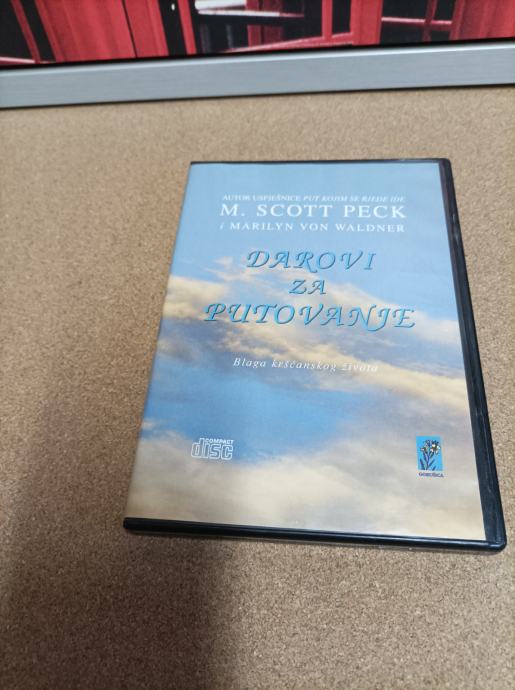 AUTOR USPJEŠNICE PUT KOJIM SE RJEĐE IDE
M. SCOTT PECK
i MARILYN VON WALDNER
DAROVI
ZA
PUTOVANJE
Blaga kršćanskog života
COMPACT
disc
GORUŠICA